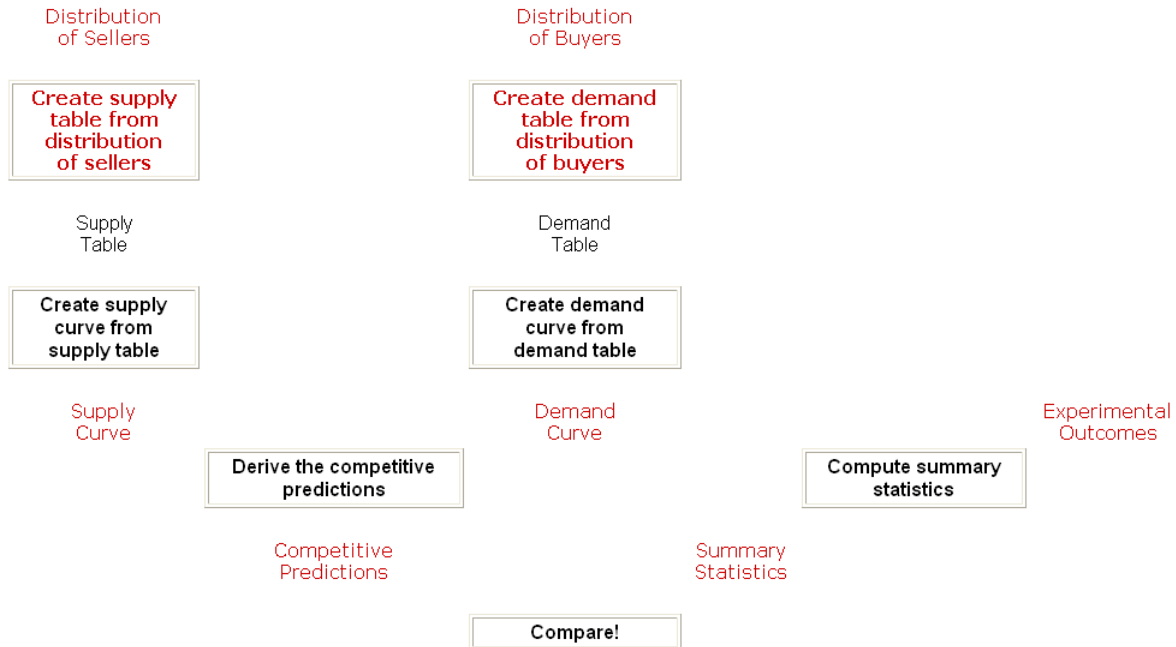 Distribution
of Sellers
Distribution
of Buyers
Create supply
table from
distribution
of sellers
Create demand
table from
distribution
of buyers
Supply
Table
Demand
Table
Create supply
curve from
supply table
Create demand
curve from
demand table
Supply
Curve
Demand
Curve
Experimental
Outcomes
Derive the competitive
predictions
Compute summary
statistics
Competitive
Predictions
Summary
Statistics
Compare!